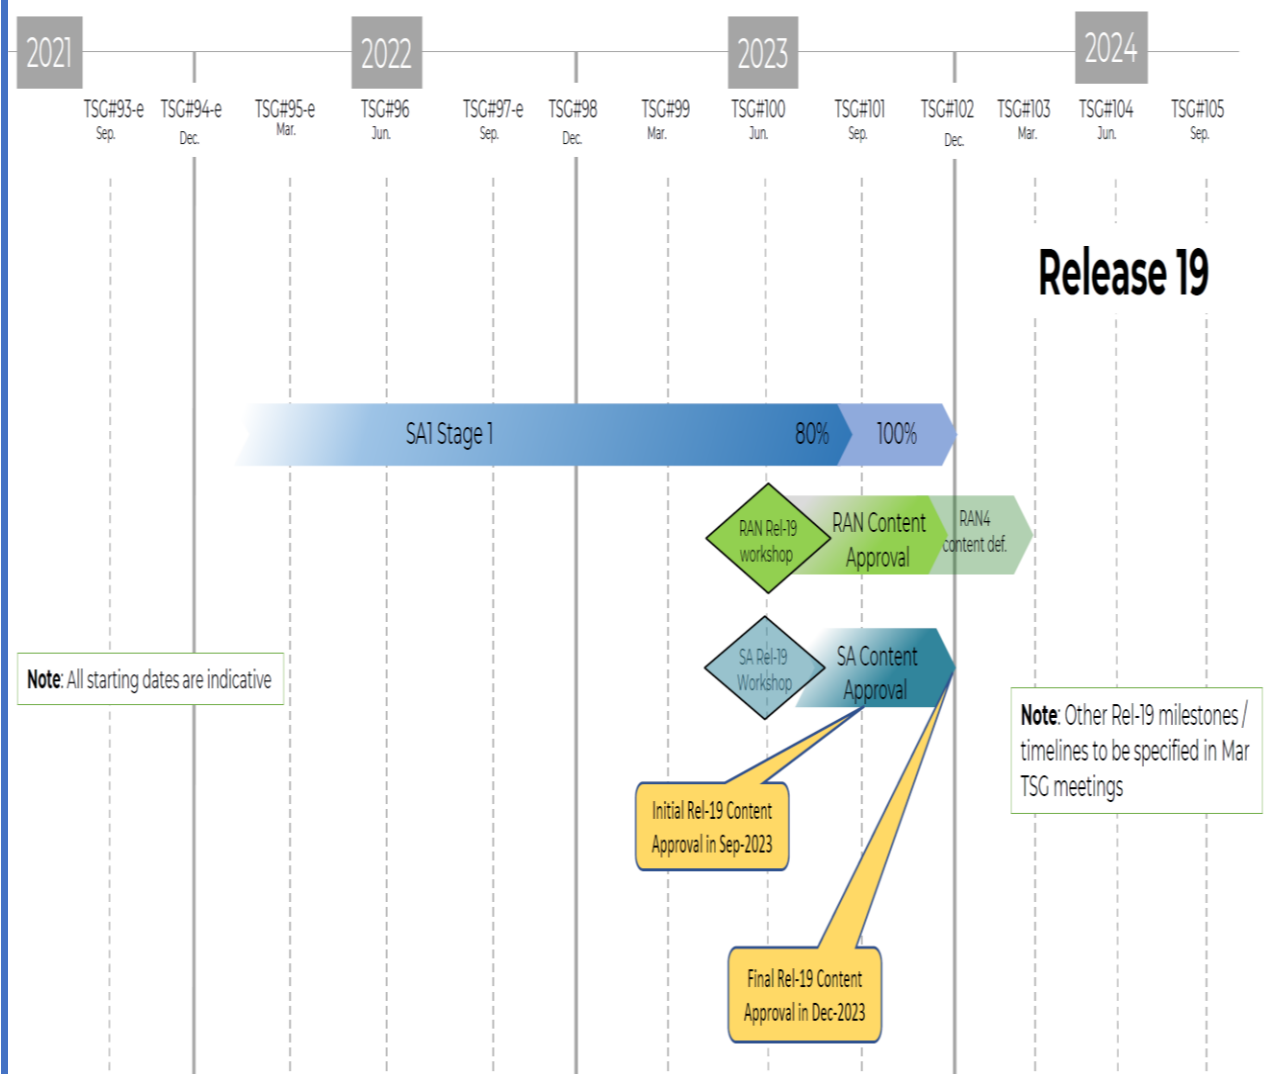 2021
2022
2023
2024
TSG#93-e
TSG#94-e
TSG#95-e
TSG#96
TSG#97-e
TSG#98
TSG#99
TSG#100
TSG#101
TSG#102
TSG#103
TSG#104
TSG#105
Sep.
Dec.
Mar.
Jun.
Sep.
Dec.
Mar.
Jun.
Sep.
Dec.
Mar.
Jun.
Sep.
Release 19
SA1 Stage 1
80%
100%
RAN Rel-19
workshop
RAN Content
Approval
RAN4
content def.
SA Rel-19
Workshop
SA Content
Approval
Note: All starting dates are indicative
Note: Other Rel-19 milestones /
timelines to be specified in Mar
TSG meetings
Initial Rel-19 Content
Approval in Sep-2023
Final Rel-19 Content
Approval in Dec-2023